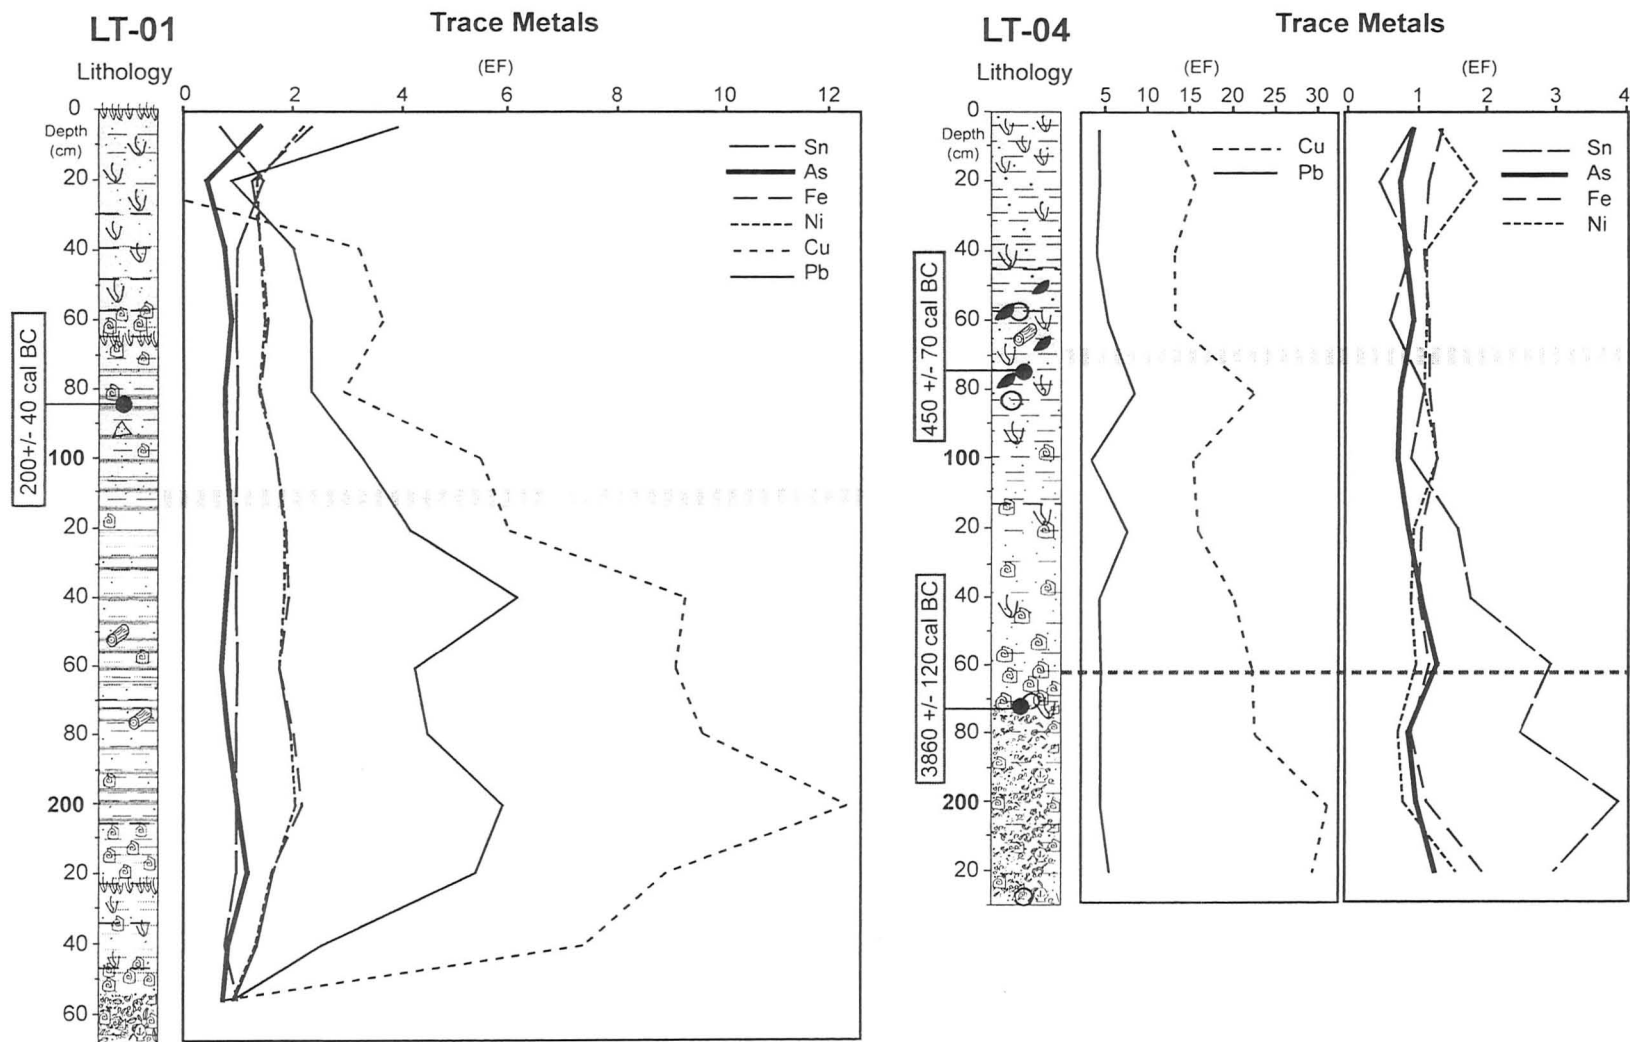 LT-01
Trace Metals
Lithology
(EF)
0 2 4 6 8 10 12
0
Depth
(cm)
20
40
60
80
100
20
40
60
80
200
20
40
60
200+/- 40 cal BC
Sn
As
Fe
Ni
Cu
Pb
LT-04
Trace Metals
Lithology
(EF)
(EF)
5 10 15 20 25 30
0 1 2 3 4
0
Depth
(cm)
20
40
60
80
100
20
40
60
80
200
20
450 +/- 70 cal BC
3860 +/- 120 cal BC
Cu
Pb
Sn
As
Fe
Ni